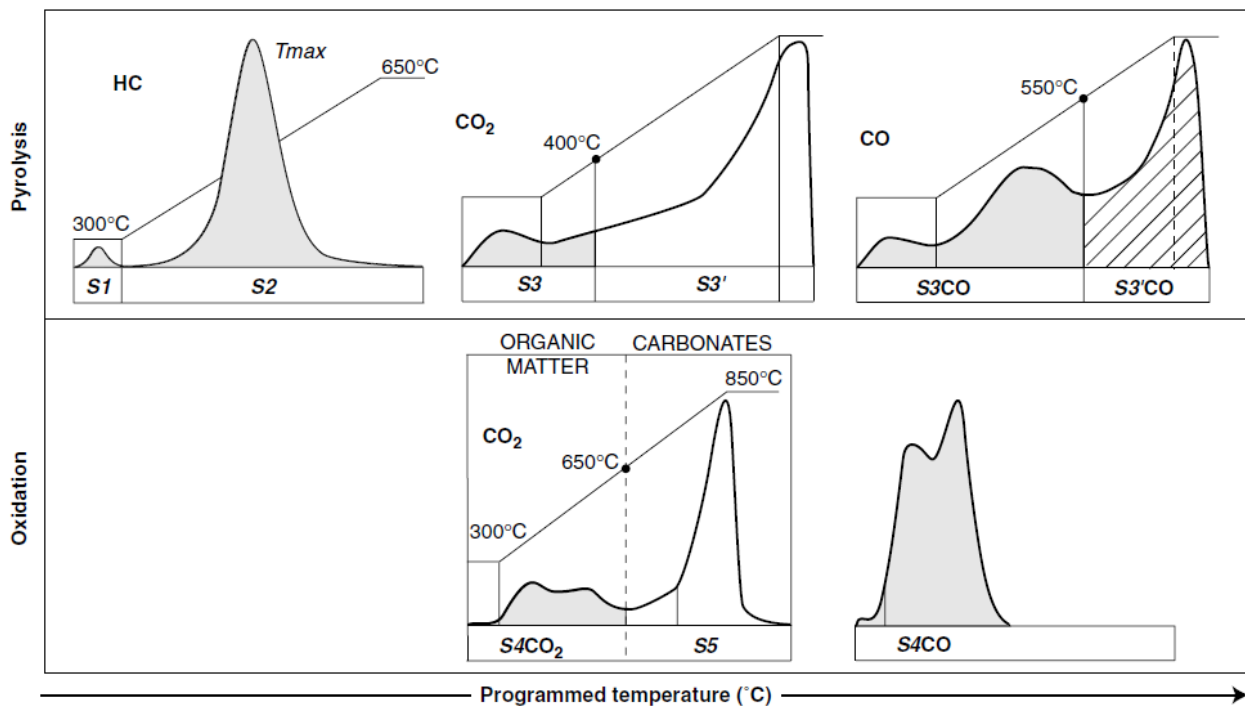 Pyrolysis
HC
Tmax
650°C
300°C
S1
S2
CO₂
400°C
S3
S3'
CO
550°C
S3CO
S3'CO
Oxidation
ORGANIC
MATTER
CARBONATES
850°C
CO₂
650°C
300°C
S4CO₂
S5
S4CO
Programmed temperature (°C)